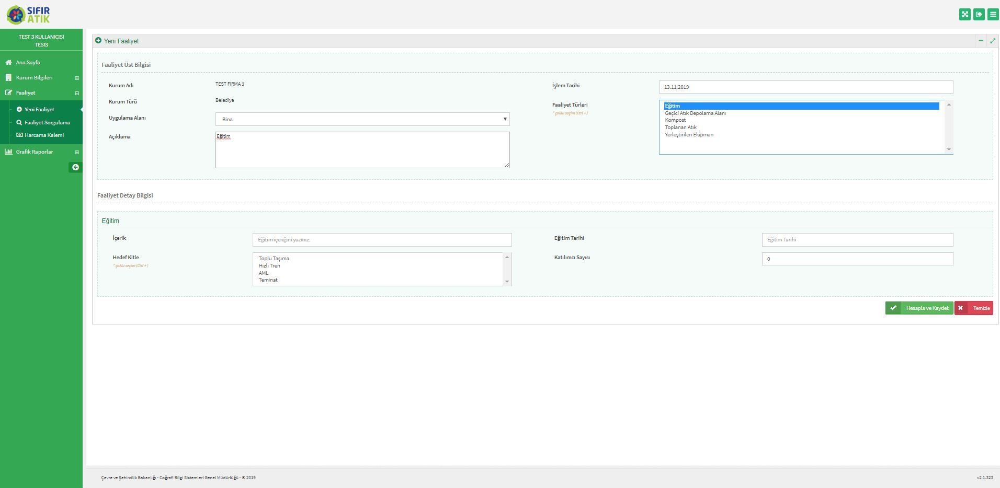 SIFIR
ATIK
TEST 3 KULLANICISI
TESIS
Ana Sayfa
Kurum Bilgileri
Faaliyet
Yeni Faaliyet
Faaliyet Sorgulama
Harcama Kalemi
Grafik Raporlar
Yeni Faaliyet
Faaliyet Üst Bilgisi
Kurum Adı
TEST FIRMA 3
Kurum Türü
Belediye
Uygulama Alanı
Bina
Açıklama
Eğitim
İşlem Tarihi
13.11.2019
Faaliyet Türleri
* çoklu seçim (Ctrl + )
Eğitim
Geçici Atık Depolama Alanı
Kompost
Toplanan Atık
Yerleştirilen Ekipman
Faaliyet Detay Bilgisi
Eğitim
İçerik
Eğitim içeriğini yazınız.
Eğitim Tarihi
Eğitim Tarihi
Hedef Kitle
* çoklu seçim (Ctrl + )
Toplu Taşıma
Hızlı Tren
AML
Teminat
Katılımcı Sayısı
0
Hesapla ve Kaydet
Temizle
Çevre ve Şehircilik Bakanlığı - Coğrafi Bilgi Sistemleri Genel Müdürlüğü - © 2019
v2.1.323